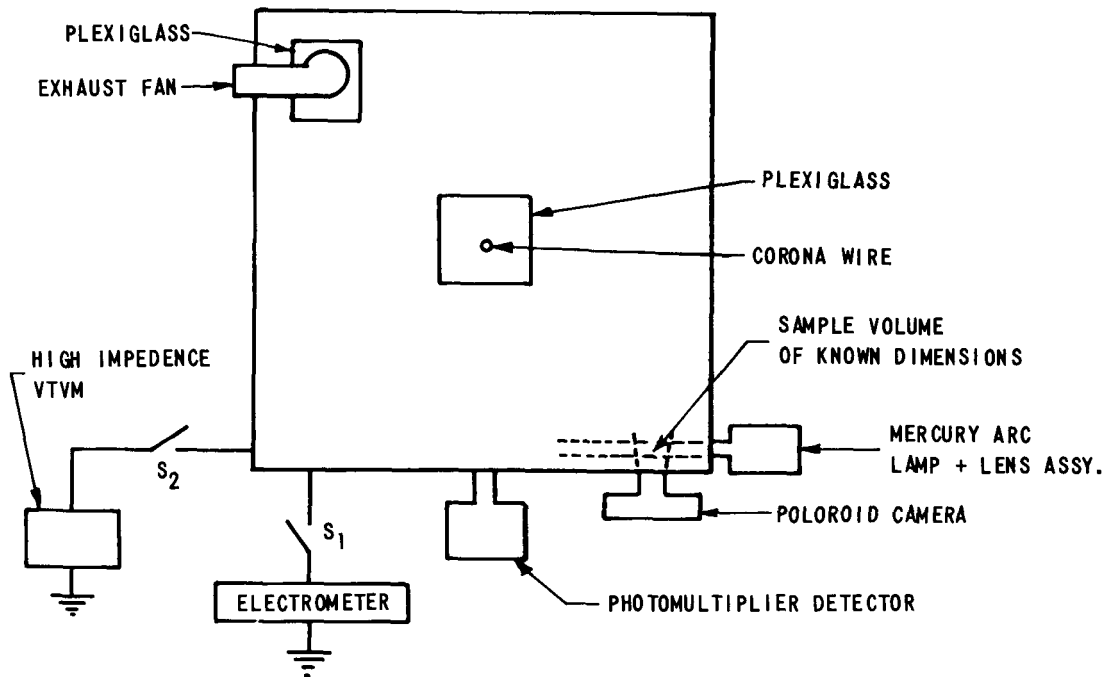 PLEXIGLASS
EXHAUST FAN
PLEXIGLASS
CORONA WIRE
SAMPLE VOLUME
OF KNOWN DIMENSIONS
HIGH IMPEDENCE
VTVM
S2
S1
MERCURY ARC
LAMP + LENS ASSY.
POLOROID CAMERA
ELECTROMETER
PHOTOMULTIPLIER DETECTOR